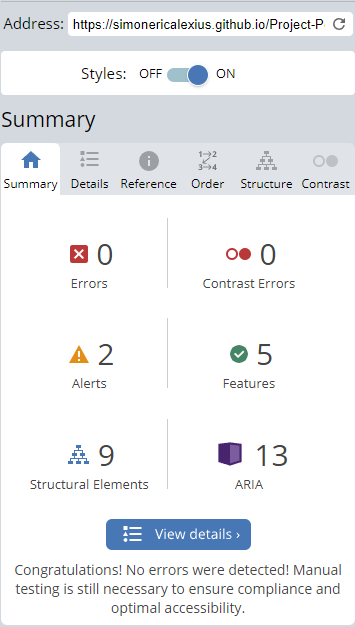 Address: https://simonericalexius.github.io/Project-P
Styles: OFF ON
Summary
Summary Details Reference Order Structure Contrast
0 0
Errors Contrast Errors
2 5
Alerts Features
9 13
Structural Elements ARIA
View details ›
Congratulations! No errors were detected! Manual
testing is still necessary to ensure compliance and
optimal accessibility.